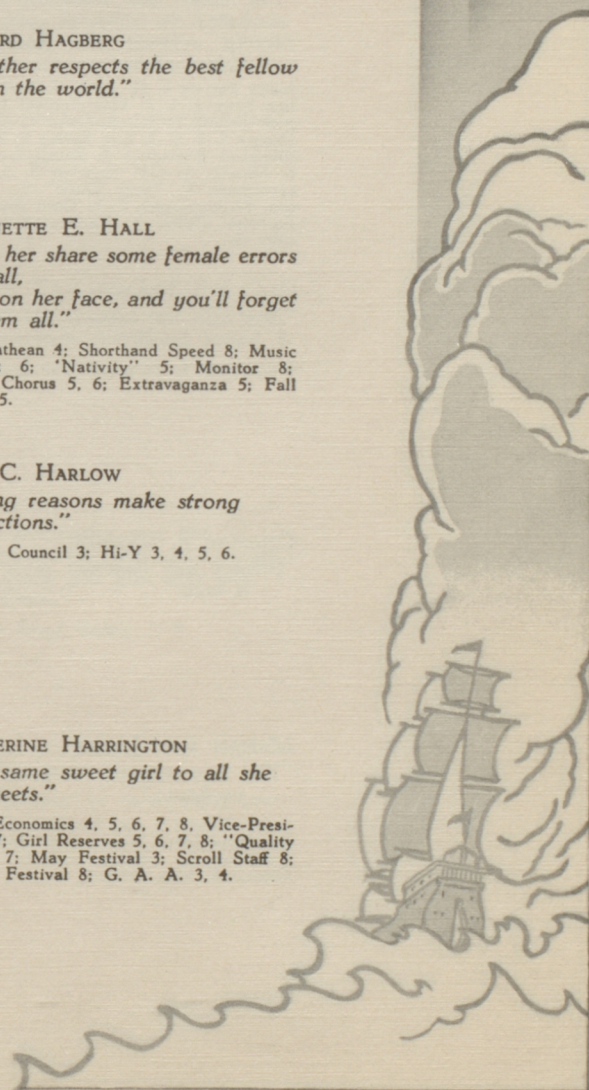 RD HAGBERG
ther respects the best fellow
n the world."
ETTE E. HALL
her share some female errors
all,
on her face, and you'll forget
m all."
athean 4; Shorthand Speed 8; Music
6; 'Nativity" 5; Monitor 8;
Chorus 5, 6; Extravaganza 5; Fall
5.
C. HARLOW
ng reasons make strong
ctions."
Council 3; Hi-Y 3, 4, 5, 6.
ERINE HARRINGTON
same sweet girl to all she
eets."
Economics 4, 5, 6, 7, 8, Vice-Presi-
; Girl Reserves 5, 6, 7, 8; "Quality
7; May Festival 3; Scroll Staff 8;
Festival 8; G. A. A. 3, 4.